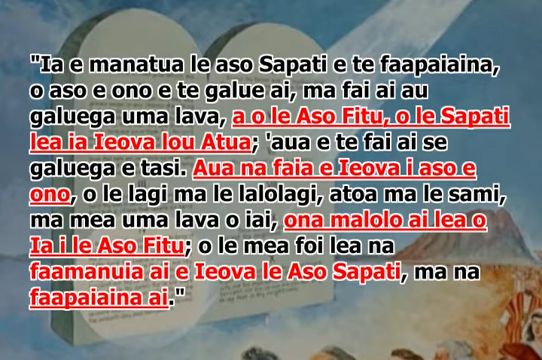 "Ia e manatua le aso Sapati e te faapaiaina,
o aso e ono e te galue ai, ma fai ai au
galuega uma lava, a o le Aso Fitu, o le Sapati
lea ia Ieova lou Atua; 'aua e te fai ai se
galuega e tasi. Aua na faia e Ieova i aso e
ono, o le lagi ma le lalolagi, atoa ma le sami,
ma mea uma lava o iai, ona malolo ai lea o
Ia i le Aso Fitu; o le mea foi lea na
faamanuia ai e Ieova le Aso Sapati, ma na
faapaiaina ai."